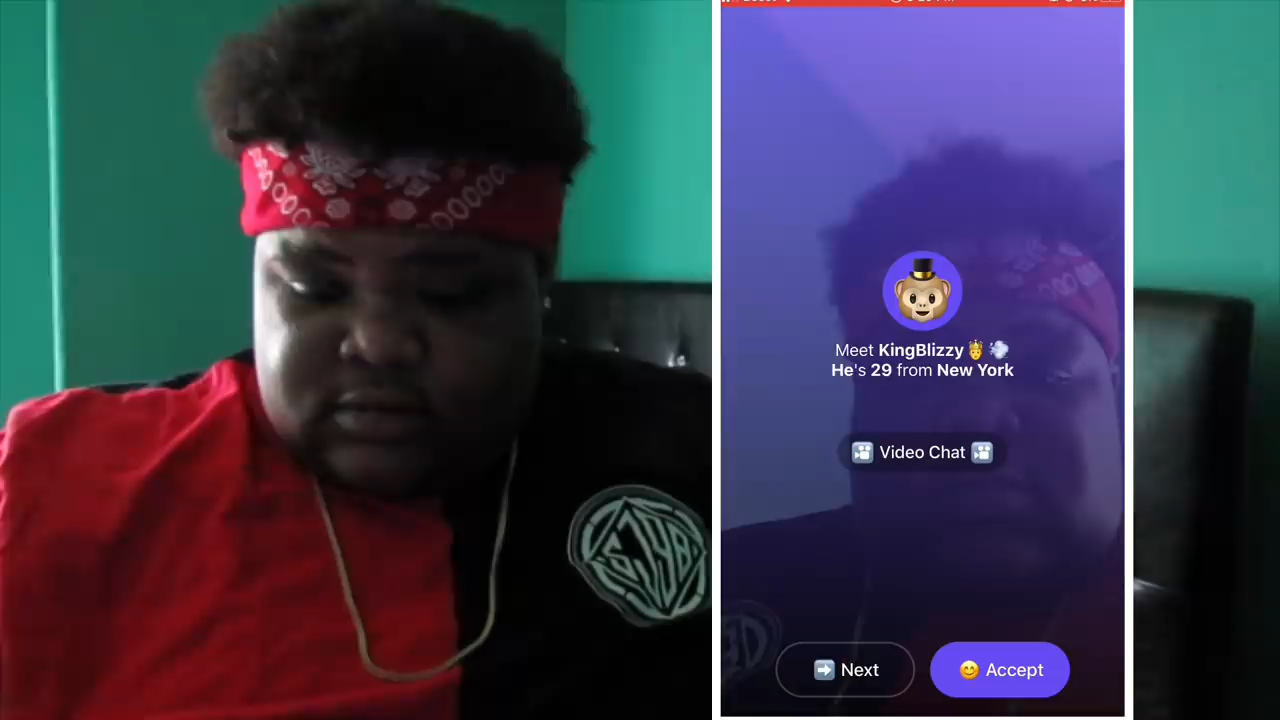 Meet KingBlizzy🤴💨
He's 29 from New York
🎦 Video Chat 🎦
➡️ Next
😊 Accept